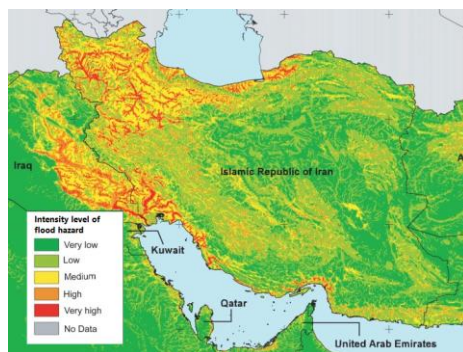 Iraq
Islamic Republic of Iran
A
Intensity level of
flood hazard
Very low
Low
Medium
High
Very high
No Data
Kuwait
Qatar
United Arab Emirates